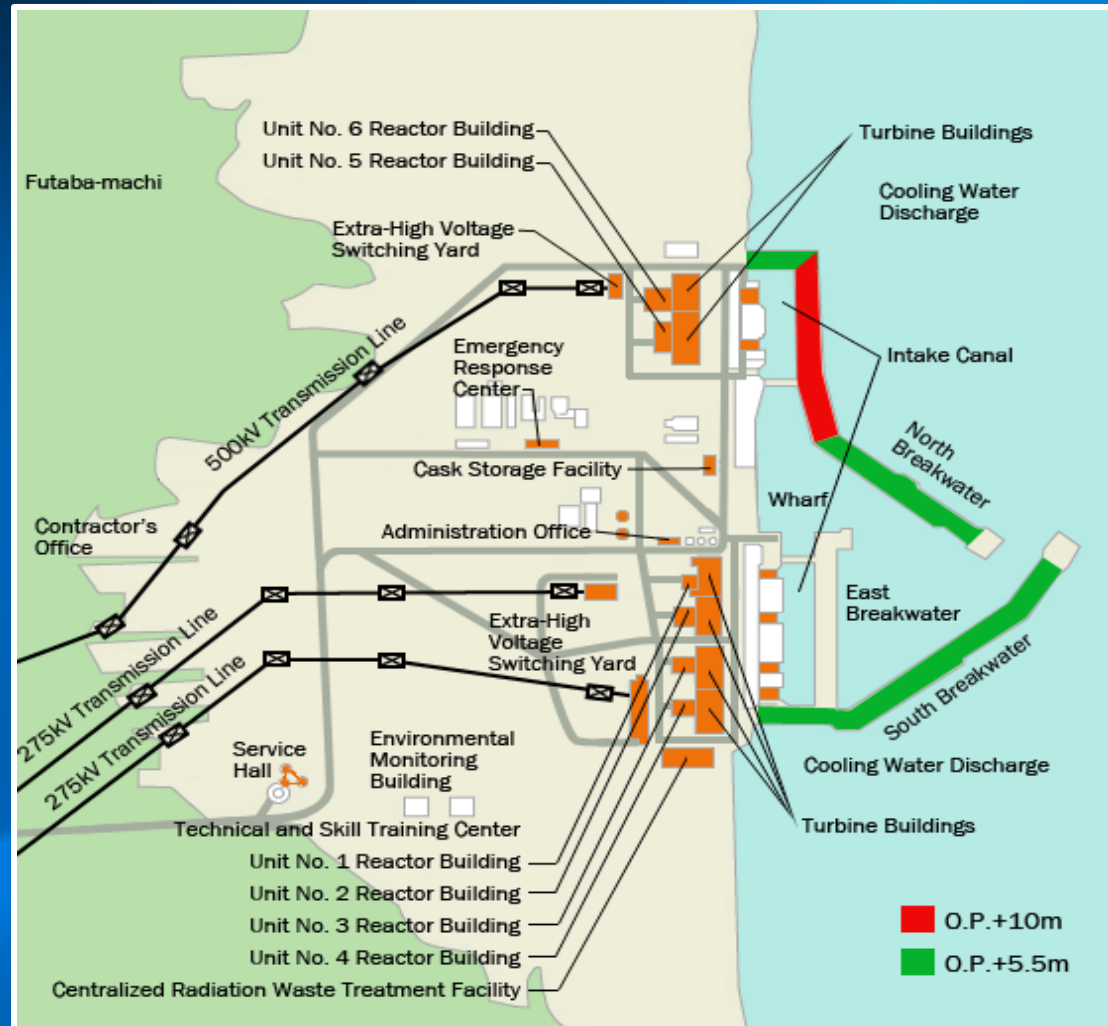 Unit No. 6 Reactor Building
Turbine Buildings
Unit No. 5 Reactor Building
Futaba-machi
Cooling Water
Discharge
Extra-High Voltage
Switching Yard
500kV Transmission Line
Emergency
Response
Center
Intake Canal
North
Breakwater
Cask Storage Facility
Wharf
Contractor's
Office
Administration Office
East
Breakwater
Extra-High
Voltage
Switching Yard
275kV Transmission Line
275kV Transmission Line
South Breakwater
Service
Hall
Environmental
Monitoring
Building
Cooling Water Discharge
Technical and Skill Training Center
Turbine Buildings
Unit No. 1 Reactor Building
Unit No. 2 Reactor Building
Unit No. 3 Reactor Building
Unit No. 4 Reactor Building
Centralized Radiation Waste Treatment Facility
O.P.+10m
O.P.+5.5m